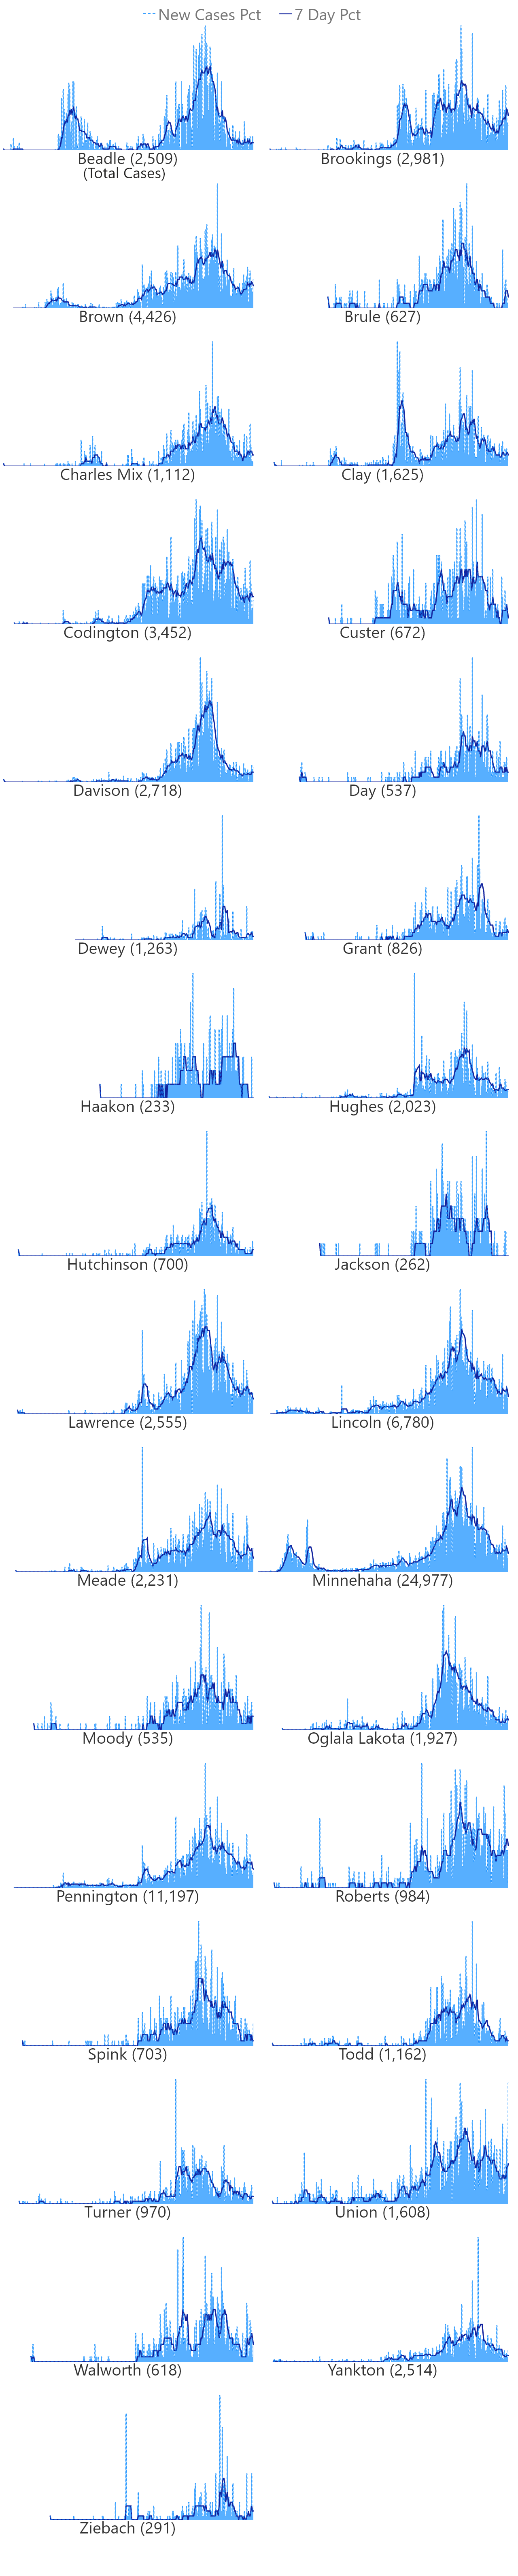 New Cases Pct 7 Day Pct
Beadle (2,509) Brookings (2,981)
(Total Cases)
Brown (4,426) Brule (627)
Charles Mix (1,112) Clay (1,625)
Codington (3,452) Custer (672)
Davison (2,718) Day (537)
Dewey (1,263) Grant (826)
Haakon (233) Hughes (2,023)
Hutchinson (700) Jackson (262)
Lawrence (2,555) Lincoln (6,780)
Meade (2,231) Minnehaha (24,977)
Moody (535) Oglala Lakota (1,927)
Pennington (11,197) Roberts (984)
Spink (703) Todd (1,162)
Turner (970) Union (1,608)
Walworth (618) Yankton (2,514)
Ziebach (291)